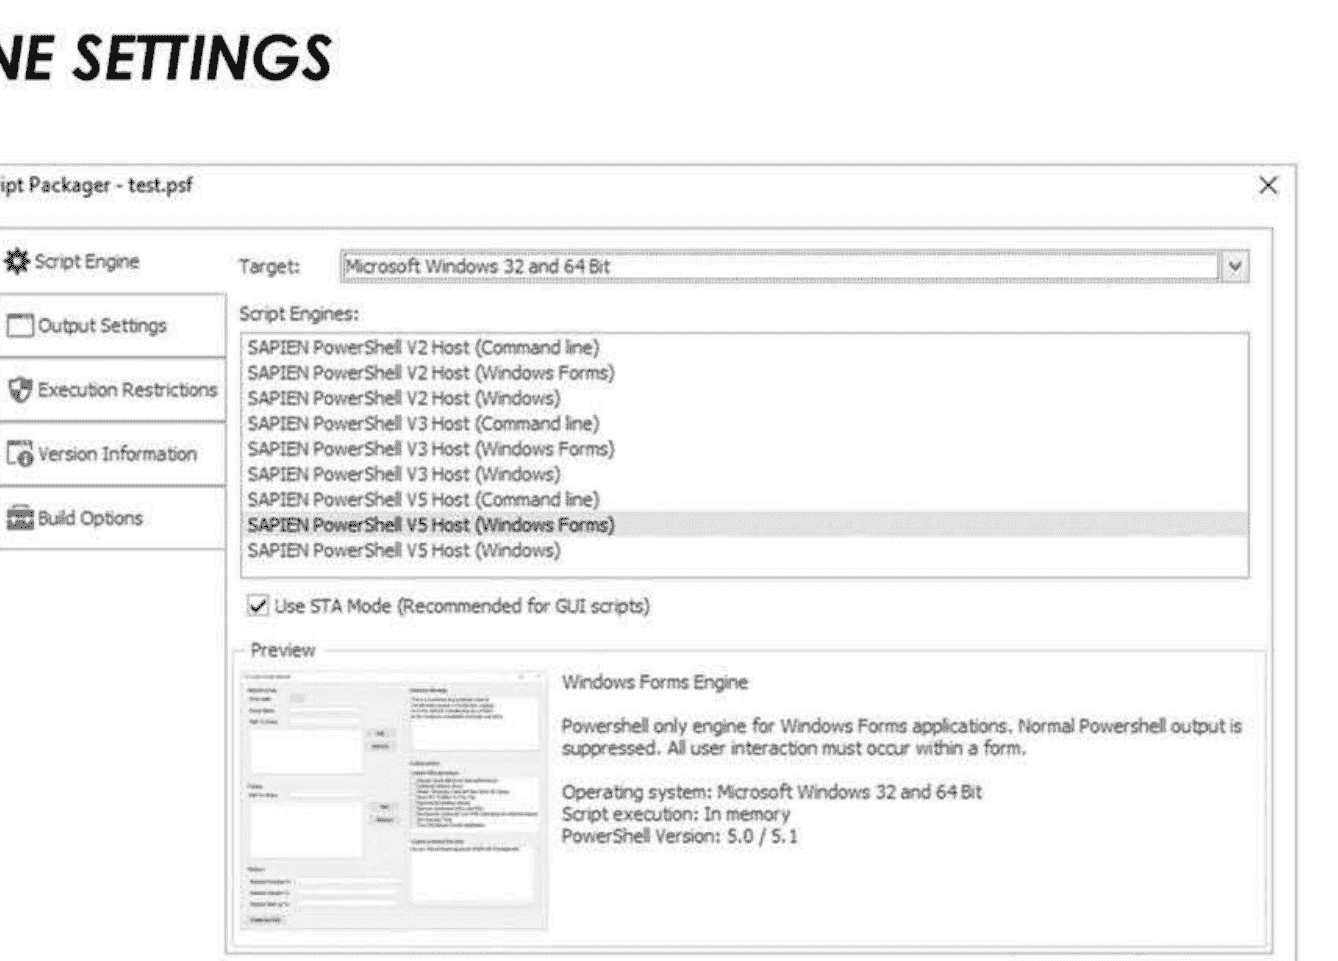 NE SETTINGS
ipt Packager - test.psf
Script Engine
Output Settings
Execution Restrictions
Version Information
Build Options
Target: Microsoft Windows 32 and 64 Bit
Script Engines:
SAPIEN PowerShell V2 Host (Command line)
SAPIEN PowerShell V2 Host (Windows Forms)
SAPIEN PowerShell V2 Host (Windows)
SAPIEN PowerShell V3 Host (Command line)
SAPIEN PowerShell V3 Host (Windows Forms)
SAPIEN PowerShell V3 Host (Windows)
SAPIEN PowerShell V5 Host (Command line)
SAPIEN PowerShell V5 Host (Windows Forms)
SAPIEN PowerShell V5 Host (Windows)
Use STA Mode (Recommended for GUI scripts)
Preview
Windows Forms Engine
Powershell only engine for Windows Forms applications. Normal Powershell output is
suppressed. All user interaction must occur within a form.
Operating system: Microsoft Windows 32 and 64 Bit
Script execution: In memory
PowerShell Version: 5.0 / 5.1